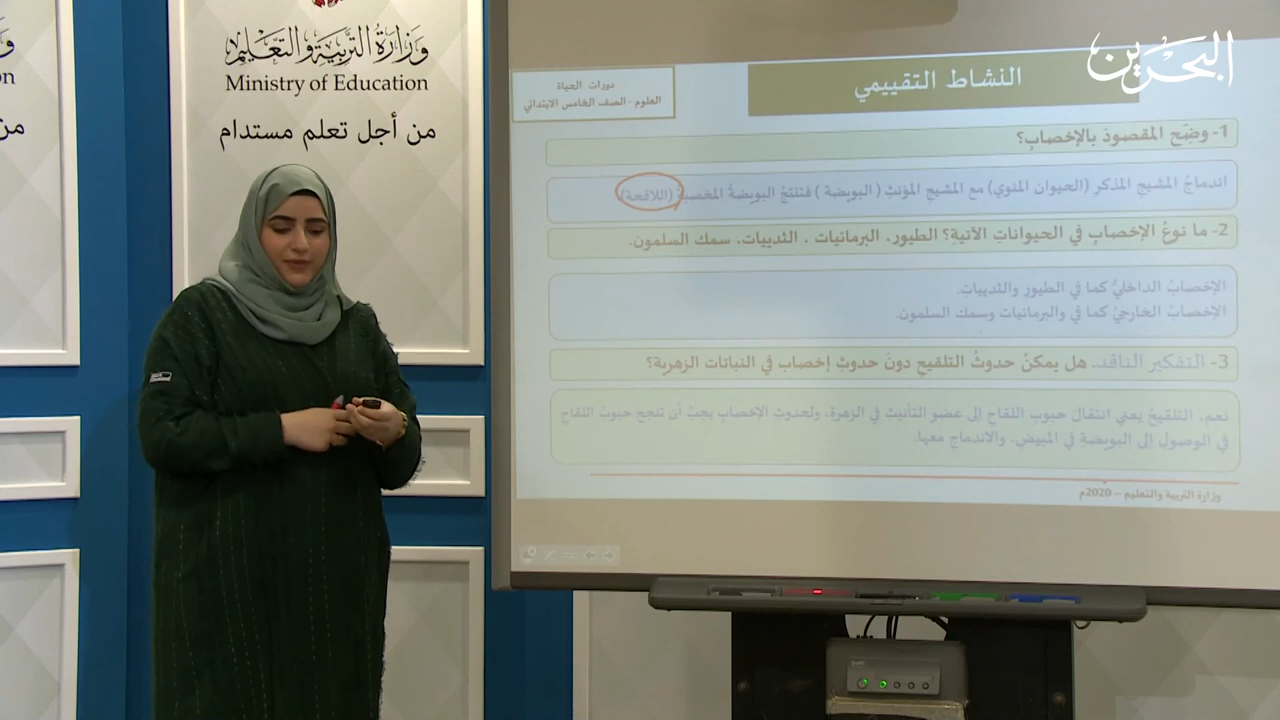 وزارة التربية والتعليم
Ministry of Education
من أجل تعلم مستدام
on
من
البحرين
النشاط التقييمي
دورات الحياة
العلوم - الصف الخامس الابتدائي
1- وضّح المقصودَ بالإخصابِ؟
اندماجُ المشيجِ المذكرِ (الحيوان المنوي) مع المشيجِ المؤنثِ (البويضة) فتنتجُ البويضةُ المخصبةُ (اللاقحة)
2- ما نوعُ الإخصابِ في الحيواناتِ الآتيةِ؟ الطيور، البرمائيات ، الثدييات، سمك السلمون.
الإخصابُ الداخليُّ كما في الطيورِ والثديياتِ.
الإخصابُ الخارجيُّ كما في والبرمائيات وسمك السلمون.
3- التفكير الناقد. هل يمكنُ حدوثُ التلقيحِ دونَ حدوثِ إخصاب في النباتات الزهرية؟
نعم، التلقيحُ يعني انتقالَ حبوبِ اللقاحِ إلى عضو التأنيث في الزهرة، ولحدوث الإخصابِ يجبُ أن تنجح حبوبُ اللقاحِ
في الوصول إلى البويضة في المبيض، والاندماج معها.
وزارة التربية والتعليم – 2020م